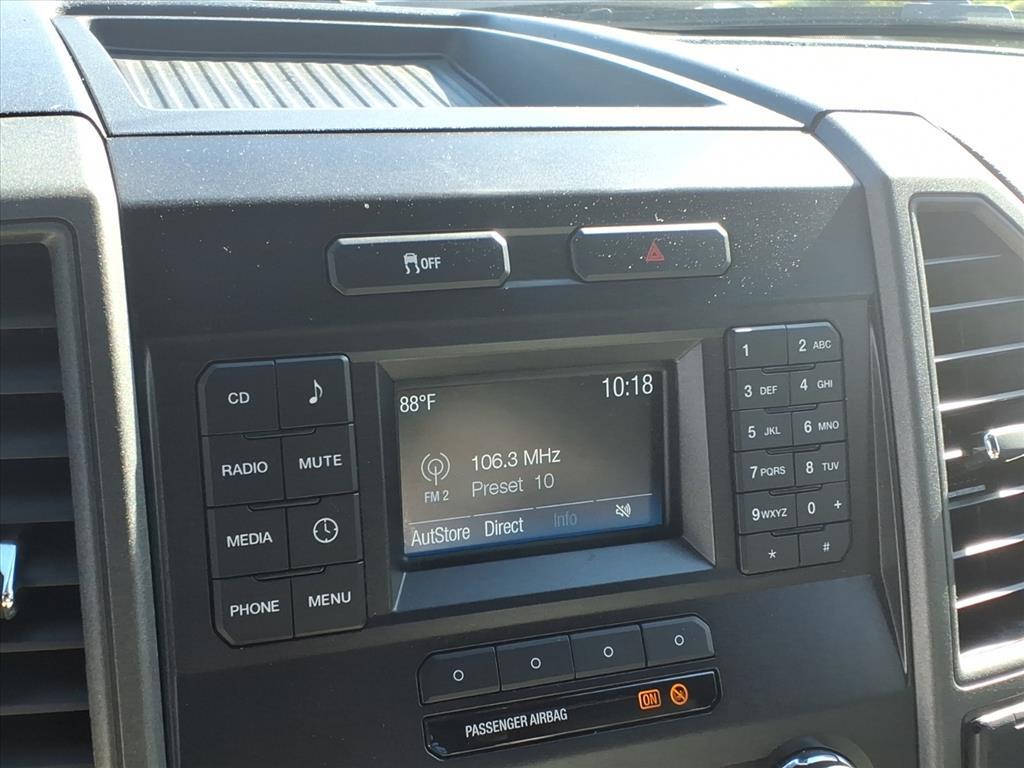 OFF
CD
RADIO MUTE
MEDIA
PHONE MENU
88°F 10:18
106.3 MHz
FM 2 Preset 10
AutStore Direct Info
1 2 ABC
3 DEF 4 GHI
5 JKL 6 MNO
7 PQRS 8 TUV
9 WXYZ 0 +
* #
PASSENGER AIRBAG ON